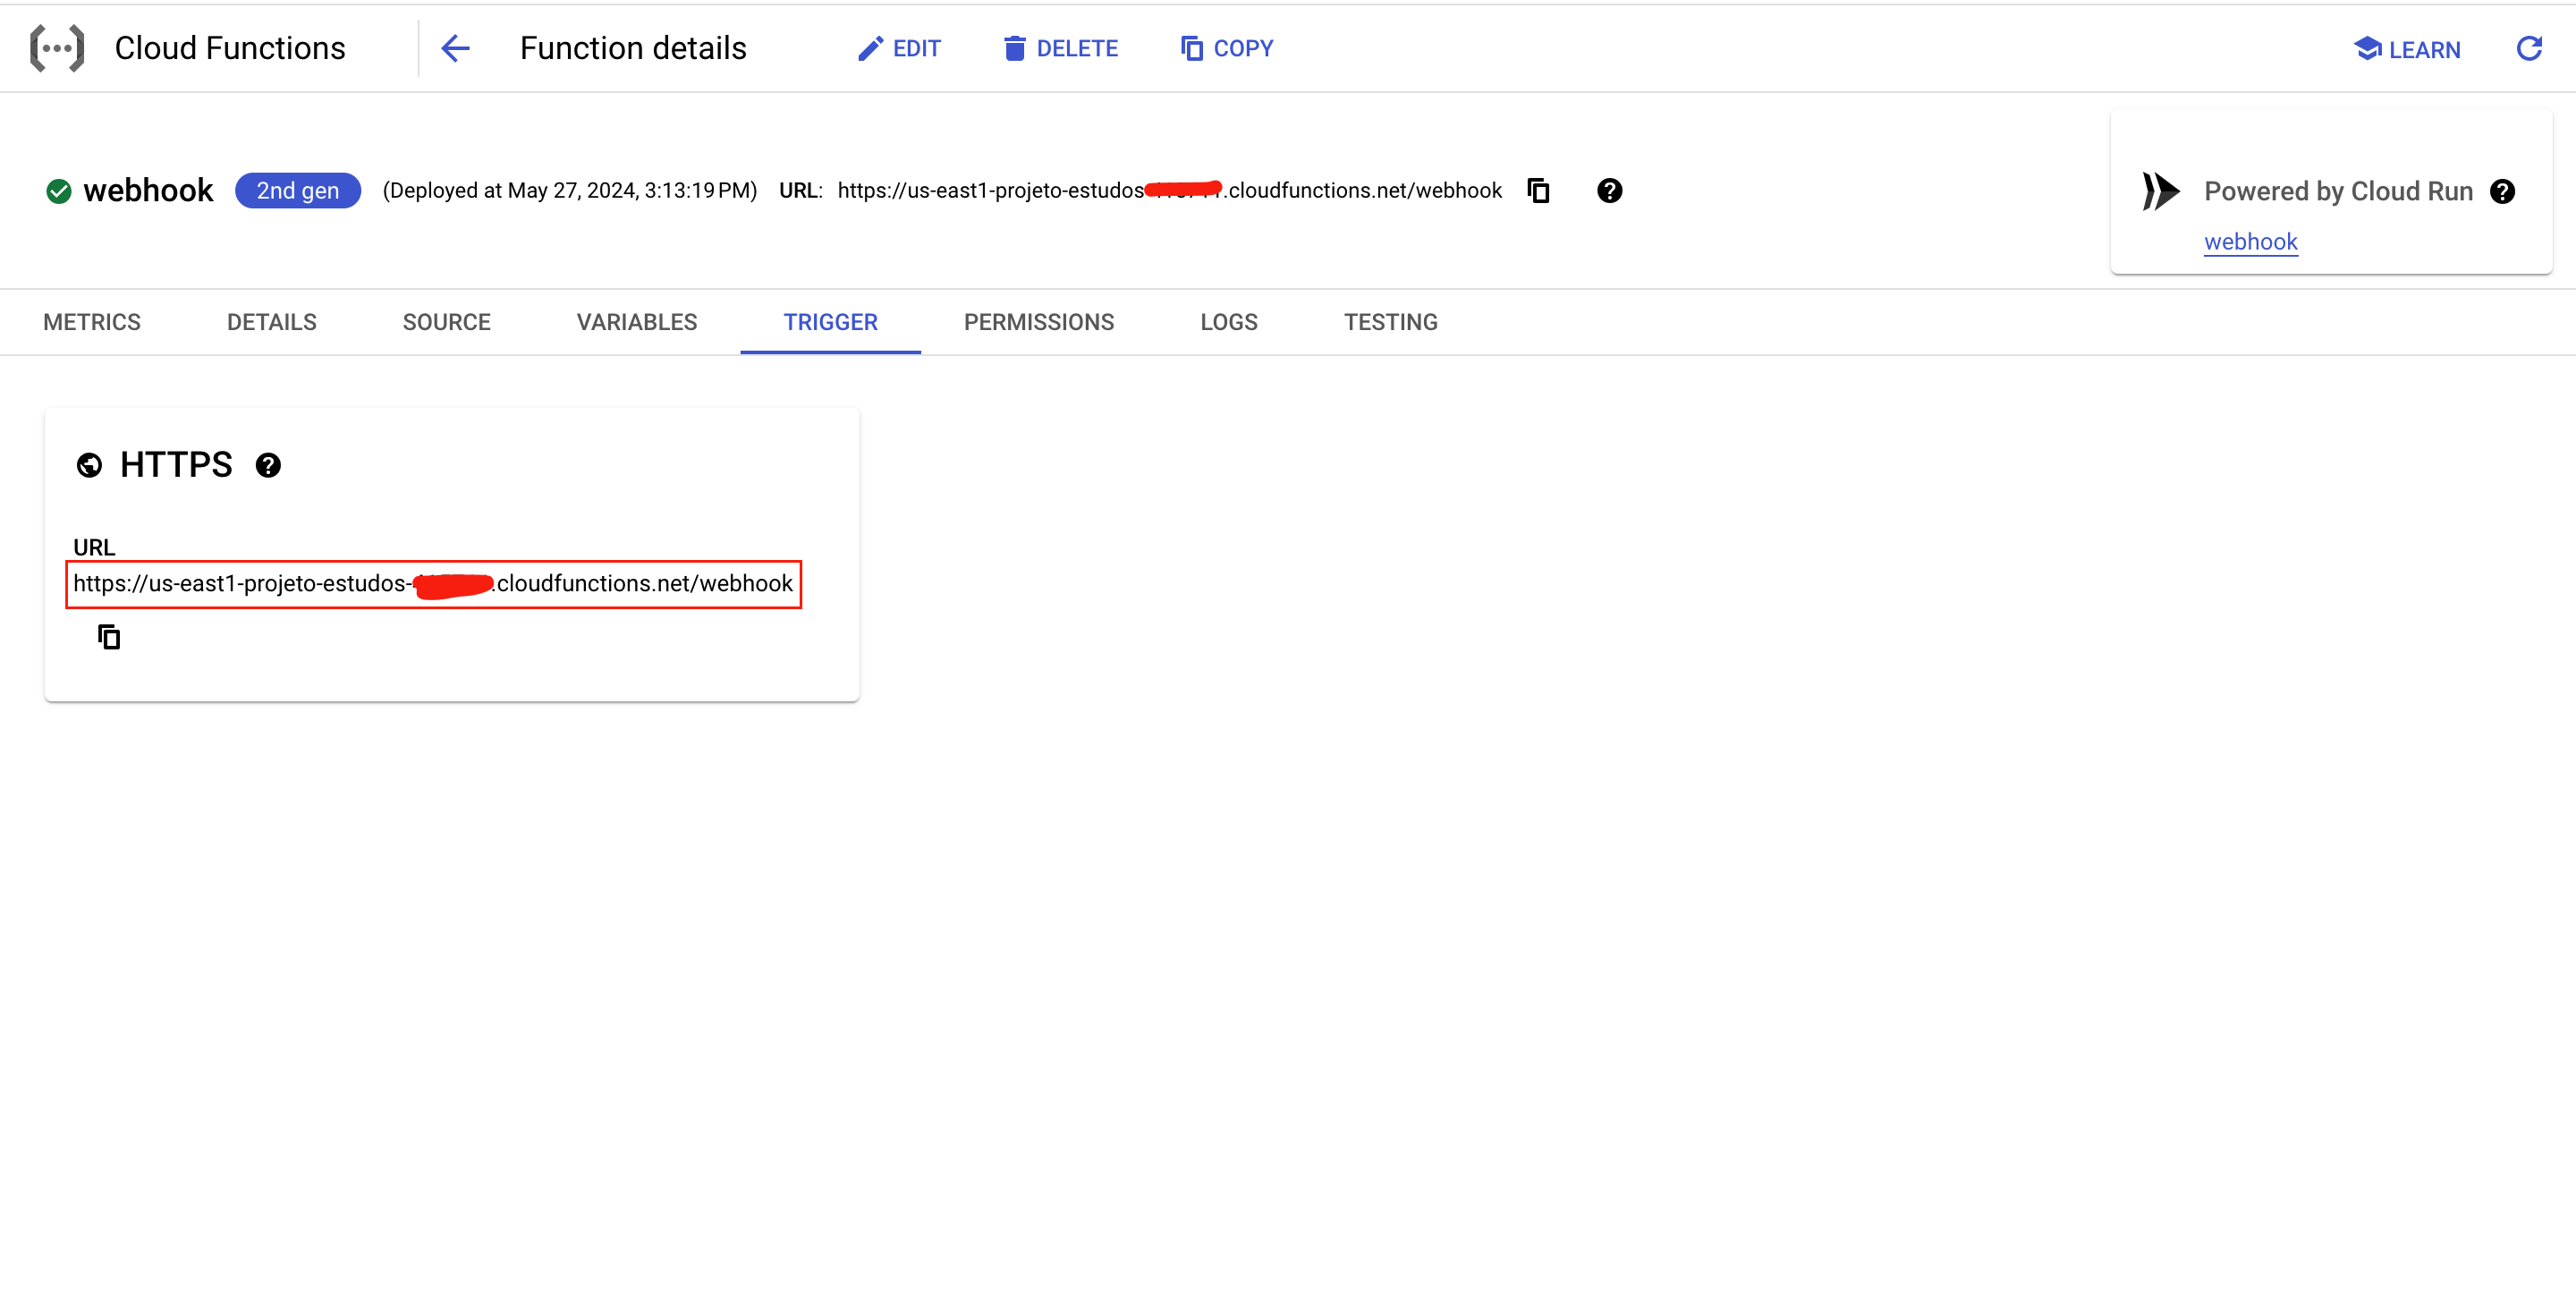 Cloud Functions
Function details
EDIT
DELETE
COPY
LEARN
webhook
2nd gen
(Deployed at May 27, 2024, 3:13:19 PM)
URL: https://us-east1-projeto-estudos .cloudfunctions.net/webhook
Powered by Cloud Run
webhook
METRICS
DETAILS
SOURCE
VARIABLES
TRIGGER
PERMISSIONS
LOGS
TESTING
HTTPS
URL
https://us-east1-projeto-estudos- .cloudfunctions.net/webhook